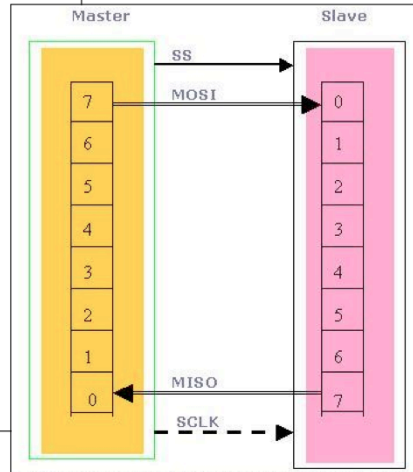 Master Slave
SS
MOSI
7 0
6 1
5 2
4 3
3 4
2 5
1 6
MISO
0 7
SCLK